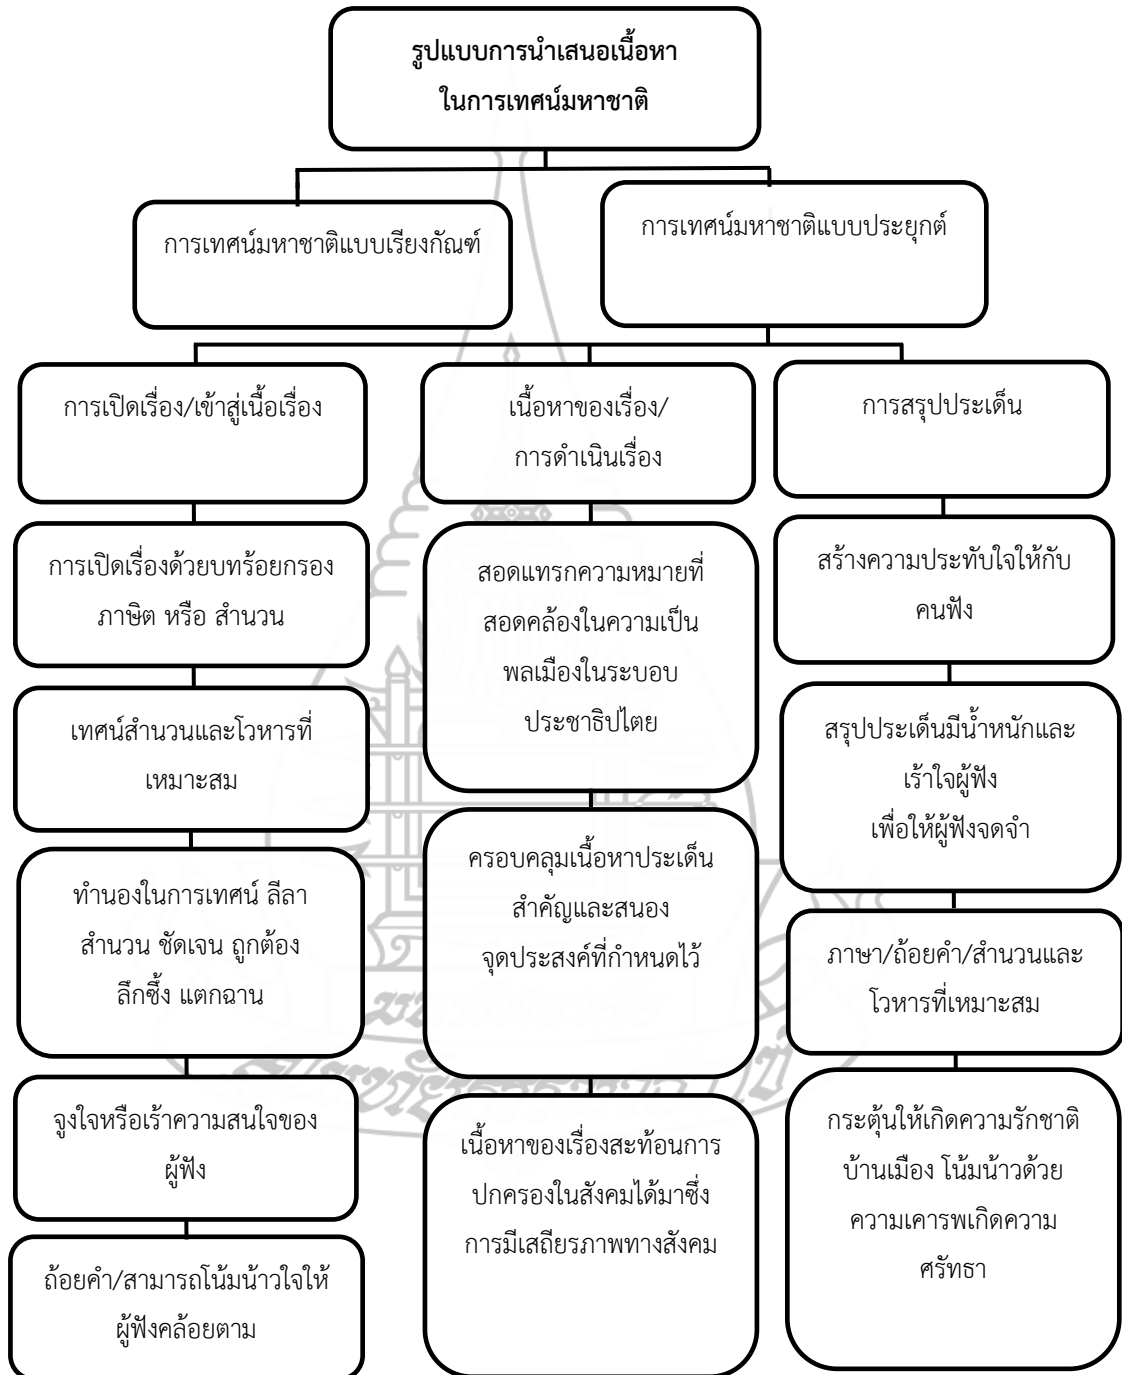 รูปแบบการนำเสนอเนื้อหา
ในการเทศน์มหาชาติ
การเทศน์มหาชาติแบบเรียงกัณฑ์
การเทศน์มหาชาติแบบประยุกต์
การเปิดเรื่อง/เข้าสู่เนื้อเรื่อง
การเปิดเรื่องด้วยบทร้อยกรอง
ภาษิต หรือ สำนวน
เทศน์สำนวนและโวหารที่
เหมาะสม
ทำนองในการเทศน์ ลีลา
สำนวน ชัดเจน ถูกต้อง
ลึกซึ้ง แตกฉาน
จูงใจหรือเร้าความสนใจของ
ผู้ฟัง
ถ้อยคำ/สามารถโน้มน้าวใจให้
ผู้ฟังคล้อยตาม
เนื้อหาของเรื่อง/
การดำเนินเรื่อง
สอดแทรกความหมายที่
สอดคล้องในความเป็น
พลเมืองในระบอบ
ประชาธิปไตย
ครอบคลุมเนื้อหาประเด็น
สำคัญและสนอง
จุดประสงค์ที่กำหนดไว้
เนื้อหาของเรื่องสะท้อนการ
ปกครองในสังคมได้มาซึ่ง
การมีเสถียรภาพทางสังคม
การสรุปประเด็น
สร้างความประทับใจให้กับ
คนฟัง
สรุปประเด็นมีน้ำหนักและ
เร้าใจผู้ฟัง
เพื่อให้ผู้ฟังจดจำ
ภาษา/ถ้อยคำ/สำนวนและ
โวหารที่เหมาะสม
กระตุ้นให้เกิดความรักชาติ
บ้านเมือง โน้มน้าวด้วย
ความเคารพเกิดความ
ศรัทธา